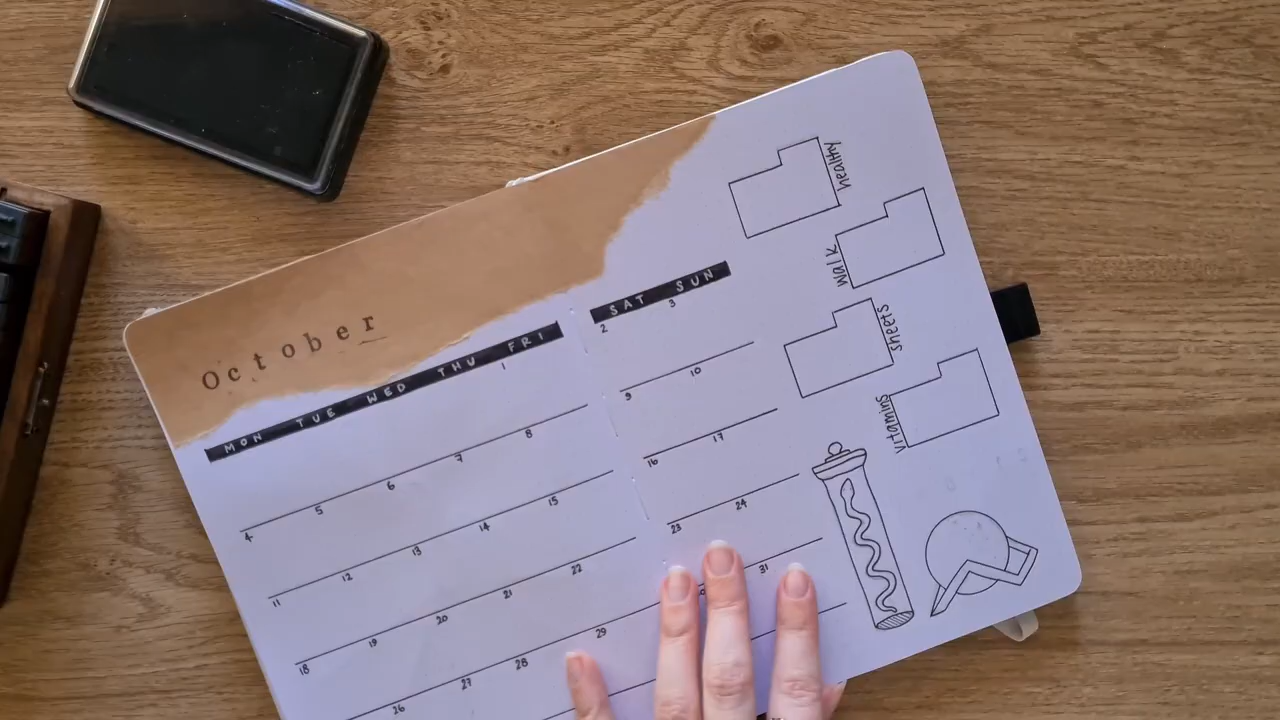 October
MON TUE WED THU FRI SAT SUN
1 2 3
4 5 6 7 8 9 10
11 12 13 14 15 16 17
18 19 20 21 22 23 24
26 27 28 29 31
healthy
walk
sheets
vitamins